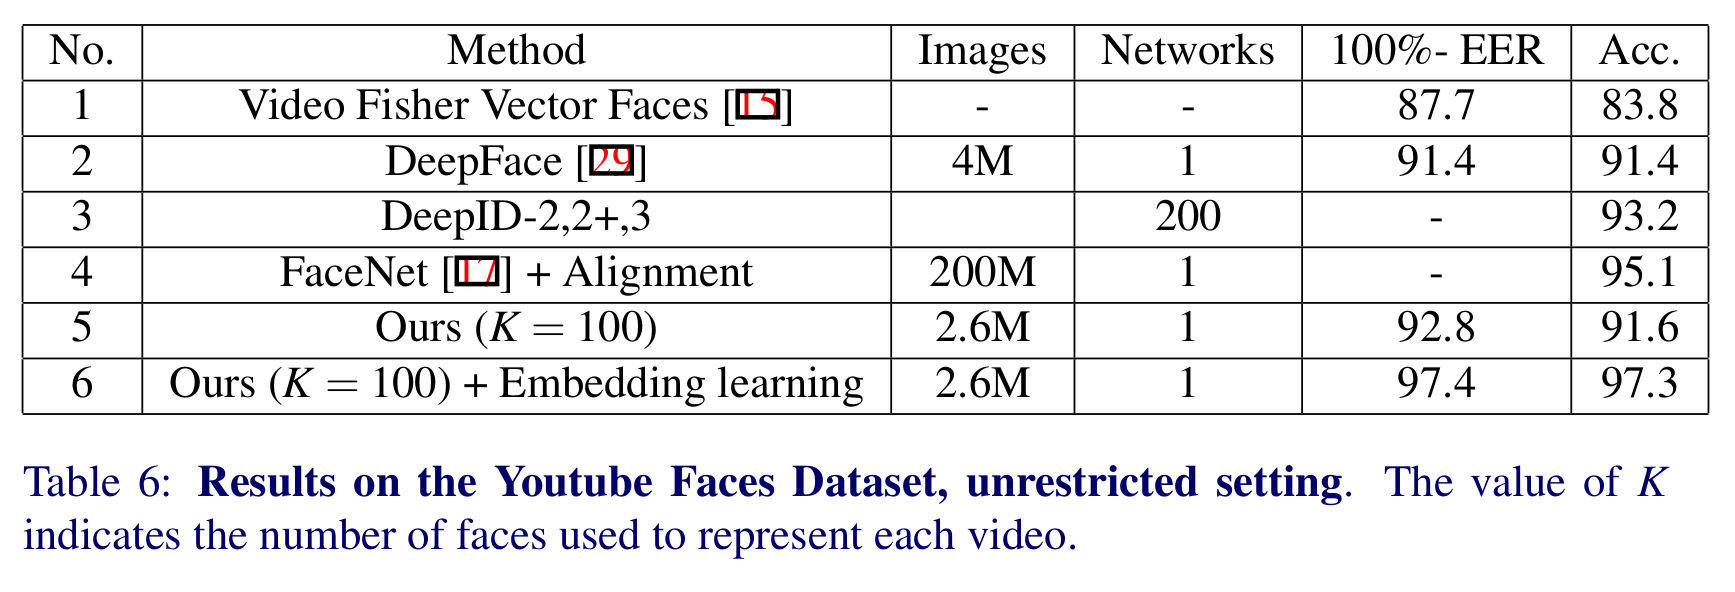 No. Method Images Networks 100%- EER Acc.
1 Video Fisher Vector Faces [15] - - 87.7 83.8
2 DeepFace [29] 4M 1 91.4 91.4
3 DeepID-2,2+,3 200 - 93.2
4 FaceNet [17] + Alignment 200M 1 - 95.1
5 Ours (K = 100) 2.6M 1 92.8 91.6
6 Ours (K = 100) + Embedding learning 2.6M 1 97.4 97.3
Table 6: Results on the Youtube Faces Dataset, unrestricted setting. The value of K
indicates the number of faces used to represent each video.